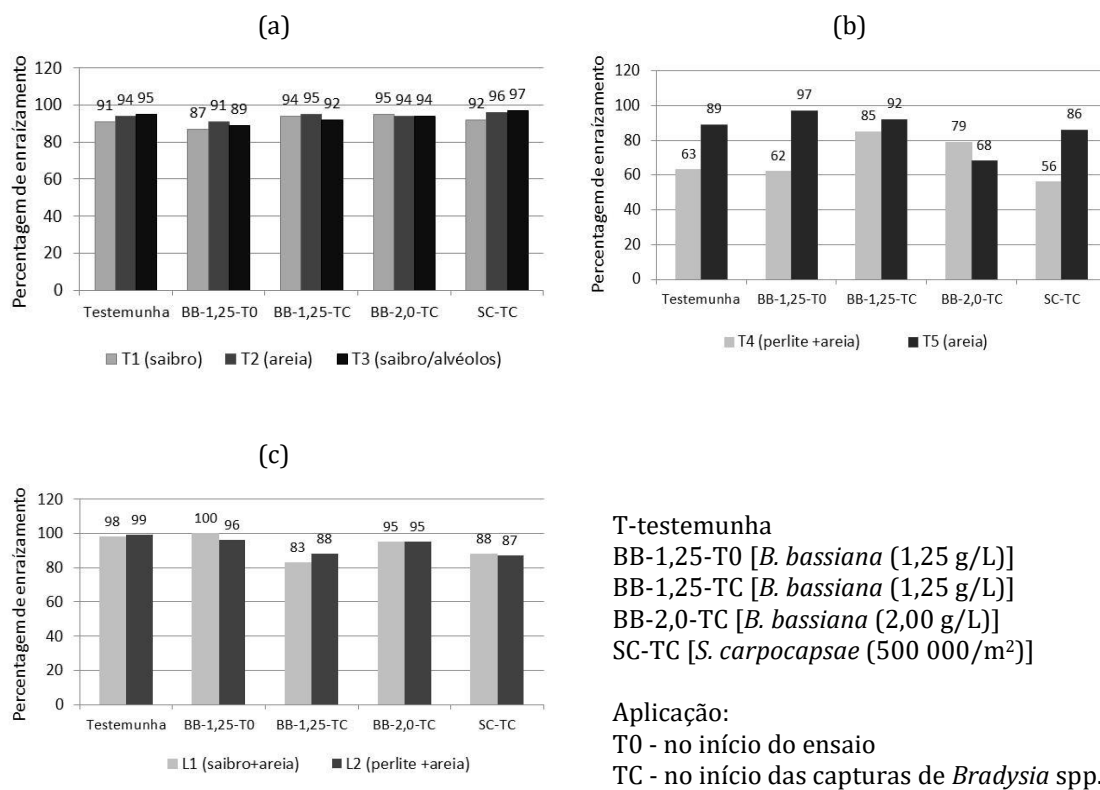 (a)
Percentagem de enraízamento
120
100
80
60
40
20
0
91 94 95
87 91 89
94 95 92
95 94 94
92 96 97
Testemunha BB-1,25-T0 BB-1,25-TC BB-2,0-TC SC-TC
T1 (saibro) T2 (areia) T3 (saibro/alvéolos)
(b)
Percentagem de enraízamento
120
100
80
60
40
20
0
63 89
62 97
85 92
79 68
56 86
Testemunha BB-1,25-T0 BB-1,25-TC BB-2,0-TC SC-TC
T4 (perlite +areia) T5 (areia)
(c)
Percentagem de enraízamento
120
100
80
60
40
20
0
98 99
100 96
83 88
95 95
88 87
Testemunha BB-1,25-T0 BB-1,25-TC BB-2,0-TC SC-TC
L1 (saibro+areia) L2 (perlite +areia)
T-testemunha
BB-1,25-T0 [B. bassiana (1,25 g/L)]
BB-1,25-TC [B. bassiana (1,25 g/L)]
BB-2,0-TC [B. bassiana (2,00 g/L)]
SC-TC [S. carpocapsae (500 000/m²)]
Aplicação:
T0 - no início do ensaio
TC - no início das capturas de Bradysia spp.